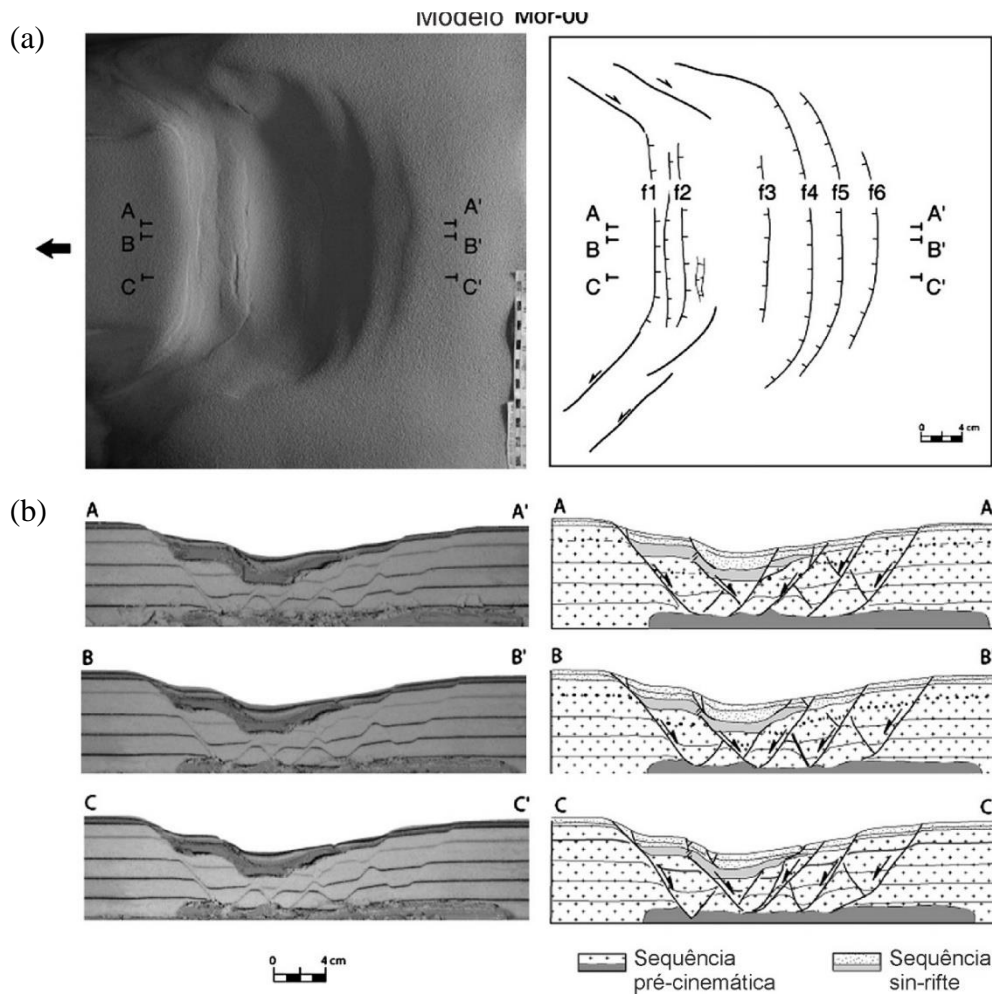 Modelo Mor-00
(a)
A
B
C
A'
B'
C'
f1 f2 f3 f4 f5 f6
A
B
C
A'
B'
C'
0 4 cm
(b)
A A'
A A
B B'
B B
C C'
C C
0 4 cm
Sequência
pré-cinemática
Sequência
sin-rifte